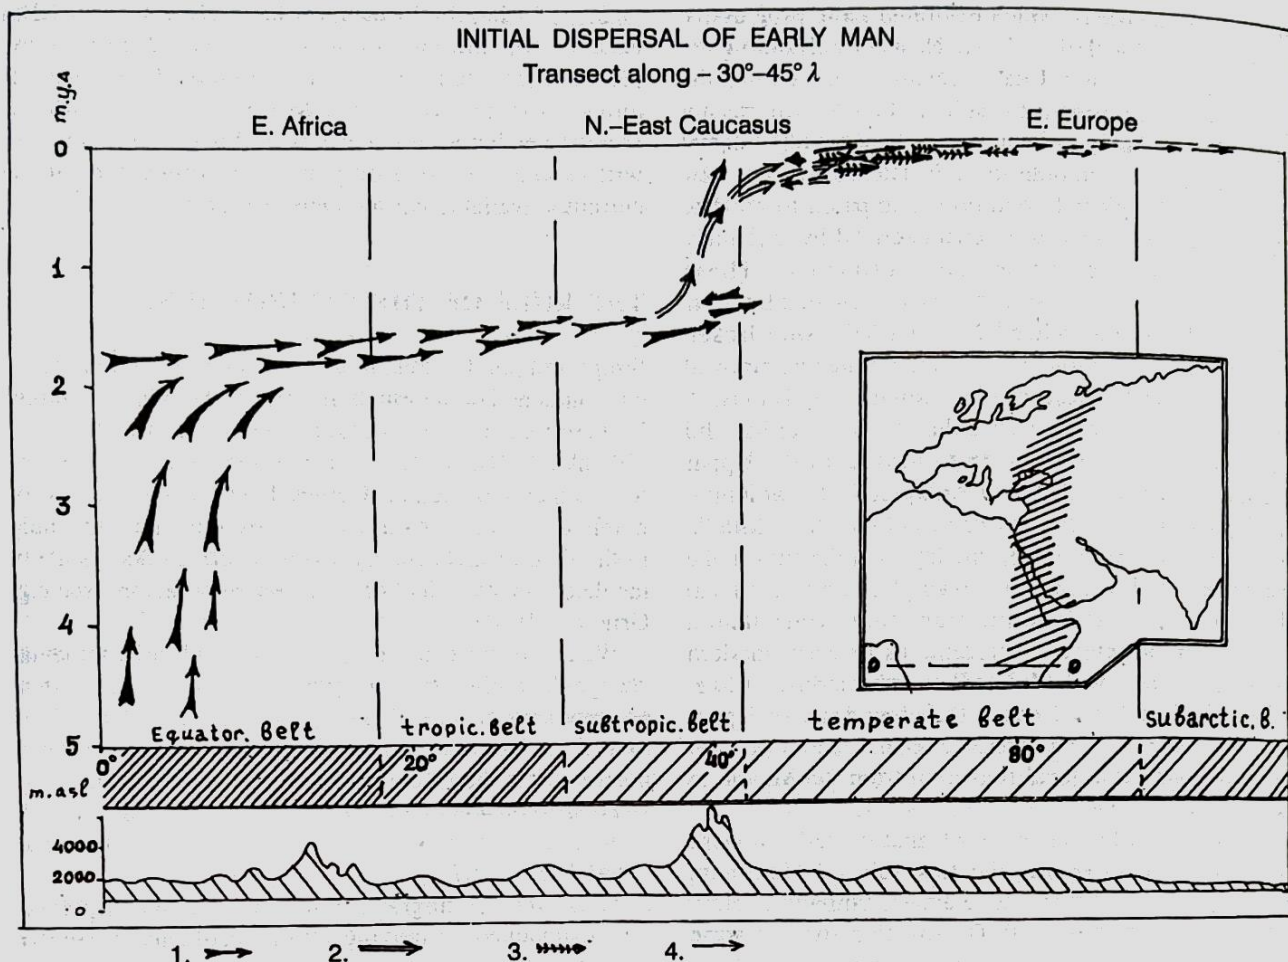 INITIAL DISPERSAL OF EARLY MAN
Transect along – 30°–45° λ
m.y.A
E. Africa N.–East Caucasus E. Europe
0
1
2
3
4
5
Equator. belt tropic. belt subtropic. belt temperate belt subarctic. b.
0° 20° 40° 80°
m. asl
4000
2000
0
1. 2. 3. 4.